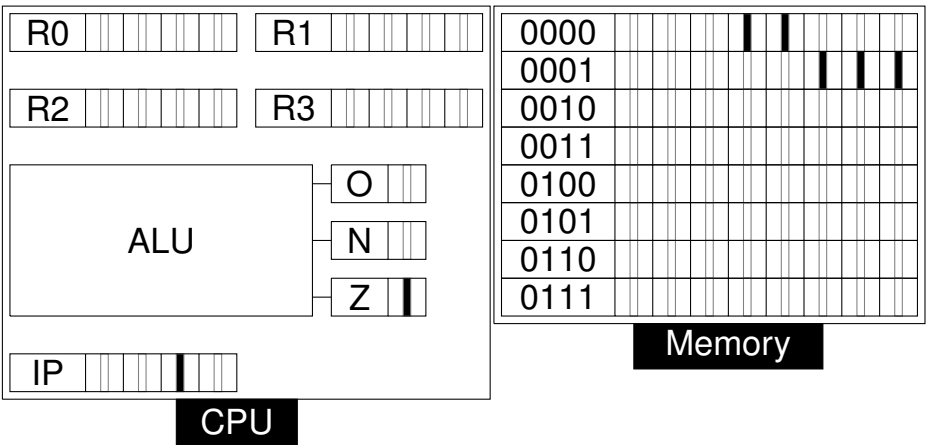 R0 R1
R2 R3
O
ALU N
Z
IP
CPU
0000
0001
0010
0011
0100
0101
0110
0111
Memory